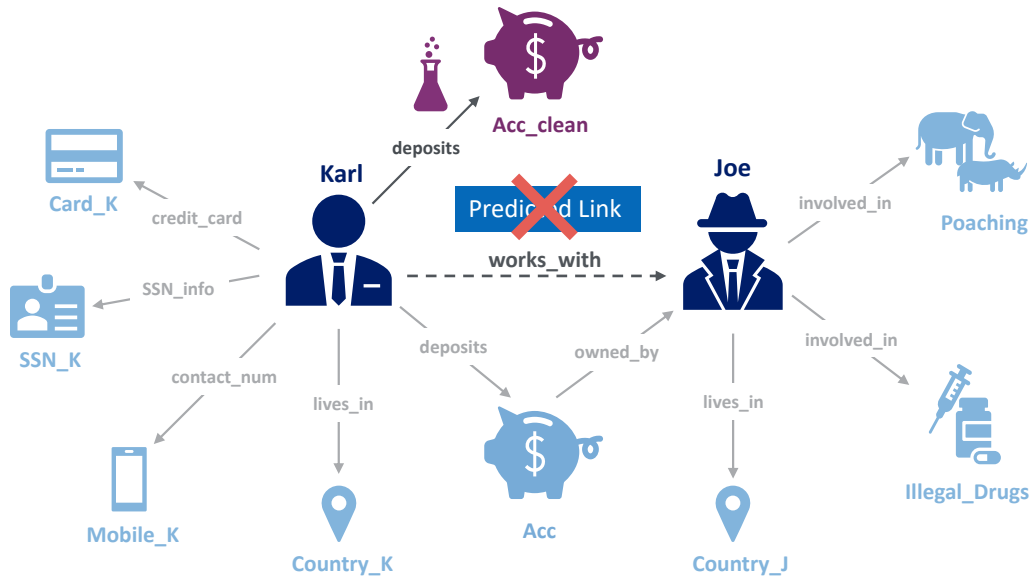 $
Acc_clean
deposits
Karl
Joe
Predicted Link
works_with
Card_K
credit_card
involved_in
Poaching
SSN_info
SSN_K
deposits
owned_by
involved_in
contact_num
lives_in
lives_in
$
Mobile_K
Country_K
Acc
Country_J
Illegal_Drugs